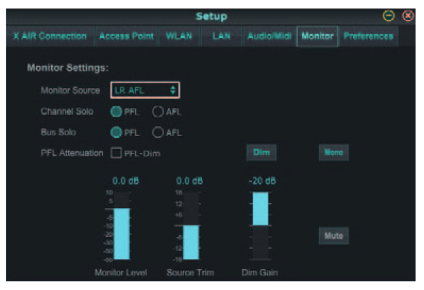 Setup
X AIR Connection Access Point WLAN LAN Audio/Midi Monitor Preferences
Monitor Settings:
Monitor Source LR AFL
Channel Solo PFL AFL
Bus Solo PFL AFL
PFL Attenuation PFL-Dim Dim Mono
0.0 dB 0.0 dB -20 dB
Mute
Monitor Level Source Trim Dim Gain